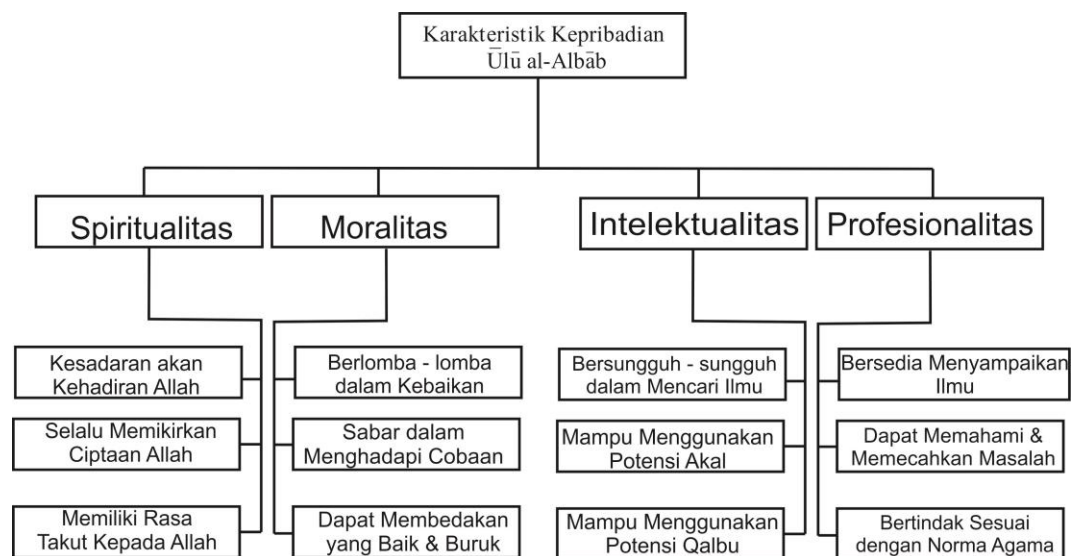 Karakteristik Kepribadian
Ūlū al-Albāb
Spiritualitas
Moralitas
Intelektualitas
Profesionalitas
Kesadaran akan
Kehadiran Allah
Selalu Memikirkan
Ciptaan Allah
Memiliki Rasa
Takut Kepada Allah
Berlomba - lomba
dalam Kebaikan
Sabar dalam
Menghadapi Cobaan
Dapat Membedakan
yang Baik & Buruk
Bersungguh - sungguh
dalam Mencari Ilmu
Mampu Menggunakan
Potensi Akal
Mampu Menggunakan
Potensi Qalbu
Bersedia Menyampaikan
Ilmu
Dapat Memahami &
Memecahkan Masalah
Bertindak Sesuai
dengan Norma Agama